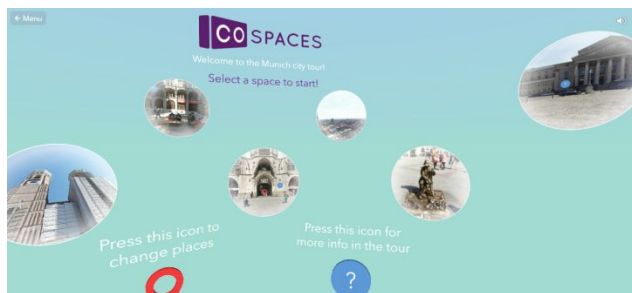 ← Menu
CO SPACES
Welcome to the Munich city tour!
Select a space to start!
Press this icon to
change places
Press this icon for
more info in the tour
?